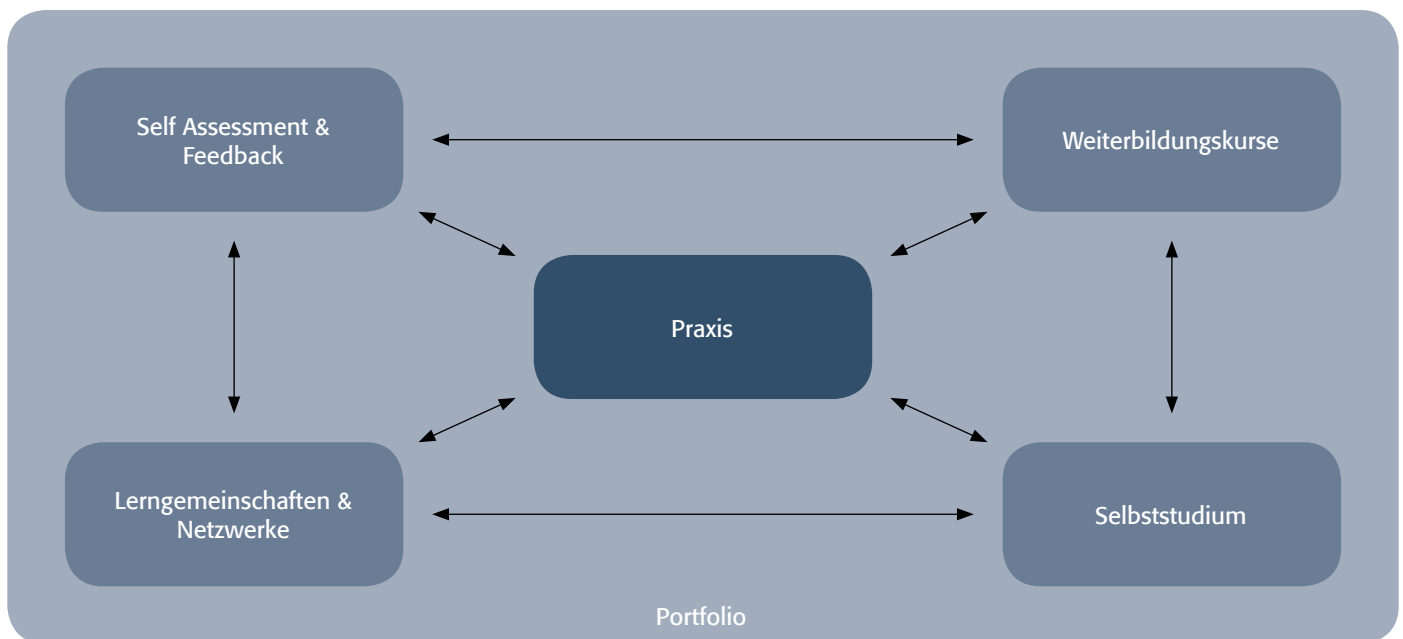 Self Assessment &
Feedback
Weiterbildungskurse
Praxis
Lerngemeinschaften &
Netzwerke
Selbststudium
Portfolio